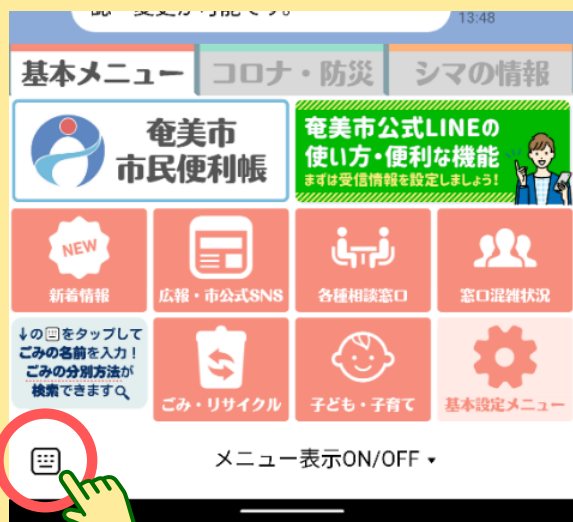 変更が可能です。
13:48
基本メニュー
コロナ・防災
シマの情報
奄美市
市民便利帳
奄美市公式LINEの
使い方・便利な機能
まずは受信情報を設定しましょう!
NEW
新着情報
広報・市公式SNS
各種相談窓口
窓口混雑状況
↓の⌨をタップして
ごみの名前を入力!
ごみの分別方法が
検索できます
ごみ・リサイクル
子ども・子育て
基本設定メニュー
メニュー表示ON/OFF ▾